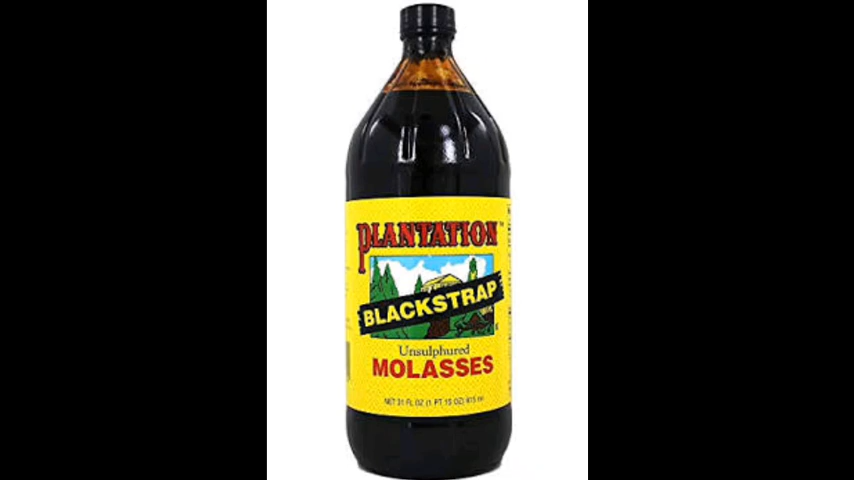 PLANTATION
BLACKSTRAP
Unsulphured
MOLASSES
NET 31 FL OZ (1 PT 15 OZ)